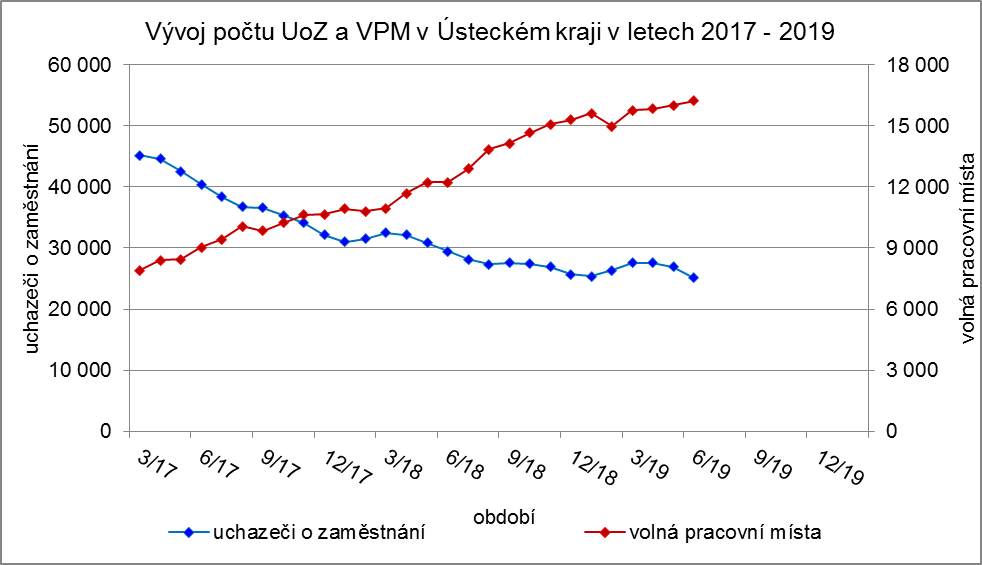 Vývoj počtu UoZ a VPM v Ústeckém kraji v letech 2017 - 2019
uchazeči o zaměstnání
60 000
50 000
40 000
30 000
20 000
10 000
0
18 000
15 000
12 000
9 000
6 000
3 000
0
volná pracovní místa
3/17 6/17 9/17 12/17 3/18 6/18 9/18 12/18 3/19 6/19 9/19 12/19
období
uchazeči o zaměstnání volná pracovní místa